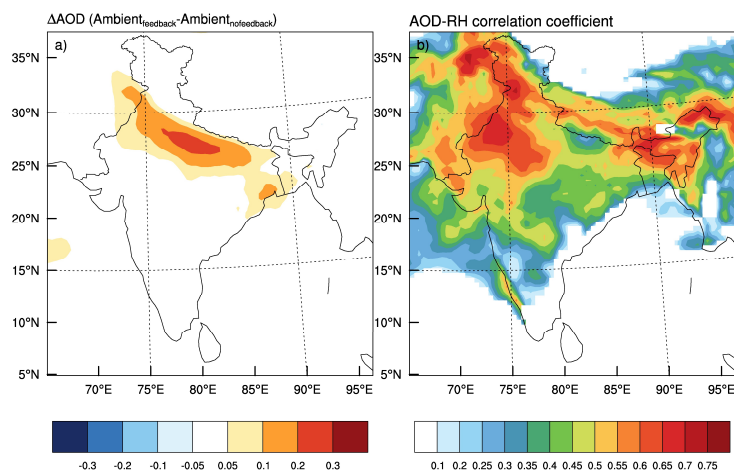 ΔAOD (Ambientfeedback-Ambientnofeedback)
a)
35°N
30°N
25°N
20°N
15°N
10°N
5°N
70°E 75°E 80°E 85°E 90°E 95°E
-0.3 -0.2 -0.1 -0.05 0.05 0.1 0.2 0.3
AOD-RH correlation coefficient
b)
35°N
30°N
25°N
20°N
15°N
10°N
5°N
70°E 75°E 80°E 85°E 90°E 95°E
0.1 0.2 0.25 0.3 0.35 0.4 0.45 0.5 0.55 0.6 0.65 0.7 0.75